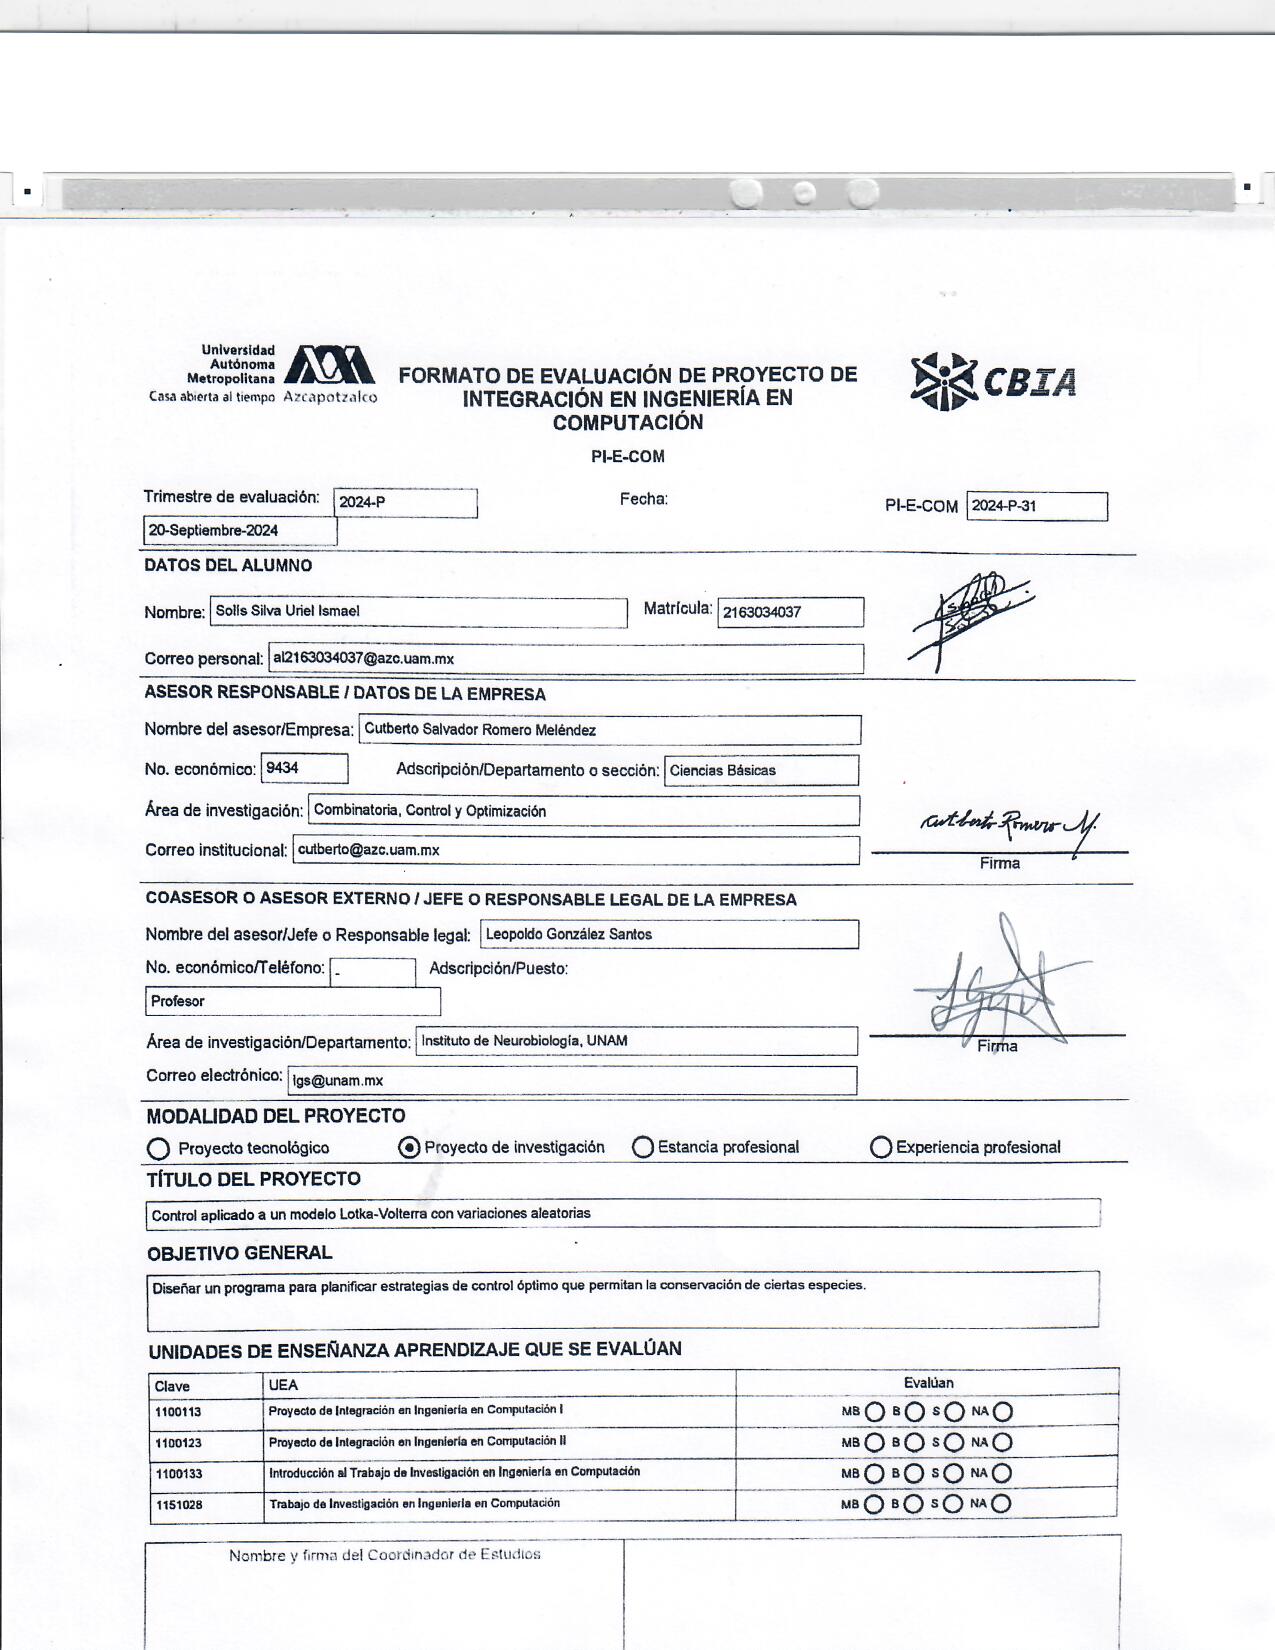 Universidad
Autónoma
Metropolitana
Casa abierta al tiempo Azcapotzalco
FORMATO DE EVALUACIÓN DE PROYECTO DE
INTEGRACIÓN EN INGENIERÍA EN
COMPUTACIÓN
CBIA
PI-E-COM
Trimestre de evaluación: 2024-P Fecha: PI-E-COM 2024-P-31
20-Septiembre-2024
DATOS DEL ALUMNO
Nombre: Solis Silva Uriel Ismael Matrícula: 2163034037
Correo personal: al2163034037@azc.uam.mx
ASESOR RESPONSABLE / DATOS DE LA EMPRESA
Nombre del asesor/Empresa: Cutberto Salvador Romero Meléndez
No. económico: 9434 Adscripción/Departamento o sección: Ciencias Básicas
Área de investigación: Combinatoria, Control y Optimización
Cutberto Romero M.
Correo institucional: cutberto@azc.uam.mx
Firma
COASESOR O ASESOR EXTERNO / JEFE O RESPONSABLE LEGAL DE LA EMPRESA
Nombre del asesor/Jefe o Responsable legal: Leopoldo González Santos
No. económico/Teléfono: - Adscripción/Puesto:
Profesor
Área de investigación/Departamento: Instituto de Neurobiología, UNAM
Firma
Correo electrónico: lgs@unam.mx
MODALIDAD DEL PROYECTO
Proyecto tecnológico Proyecto de investigación Estancia profesional Experiencia profesional
TÍTULO DEL PROYECTO
Control aplicado a un modelo Lotka-Volterra con variaciones aleatorias
OBJETIVO GENERAL
Diseñar un programa para planificar estrategias de control óptimo que permitan la conservación de ciertas especies.
UNIDADES DE ENSEÑANZA APRENDIZAJE QUE SE EVALÚAN
Clave UEA Evalúan
1100113 Proyecto de Integración en Ingeniería en Computación I MB B S NA
1100123 Proyecto de Integración en Ingeniería en Computación II MB B S NA
1100133 Introducción al Trabajo de Investigación en Ingeniería en Computación MB B S NA
1151028 Trabajo de Investigación en Ingeniería en Computación MB B S NA
Nombre y firma del Coordinador de Estudios